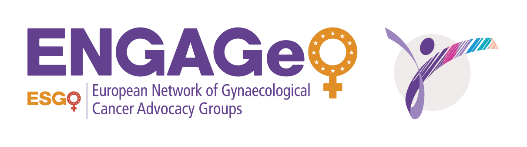 ENGAGe
ESGO
European Network of Gynaecological
Cancer Advocacy Groups